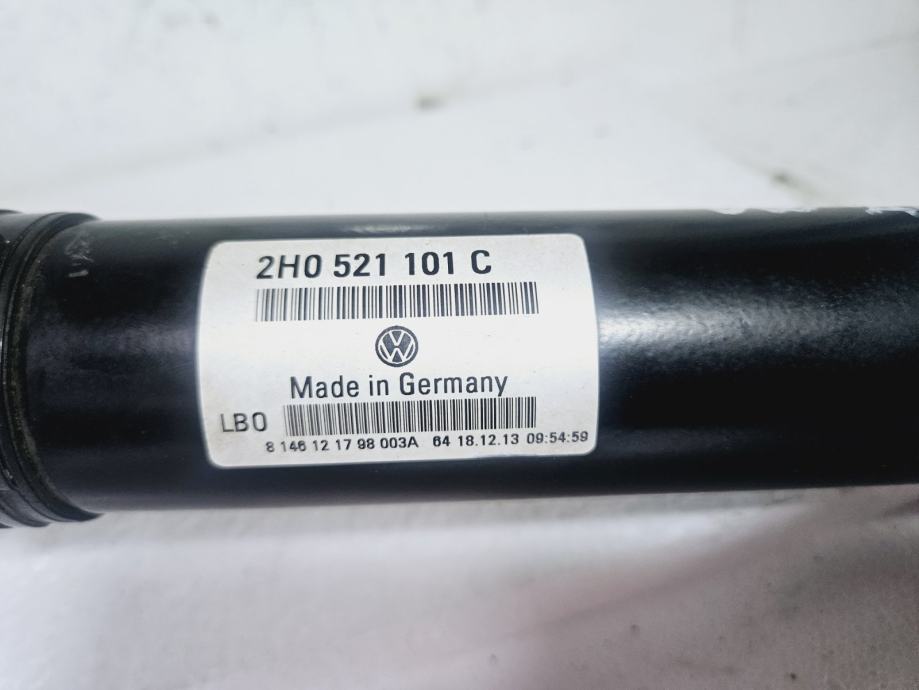 2H0 521 101 C
Made in Germany
LB0
8 146 12 17 98 003A 64 18.12.13 09:54:59